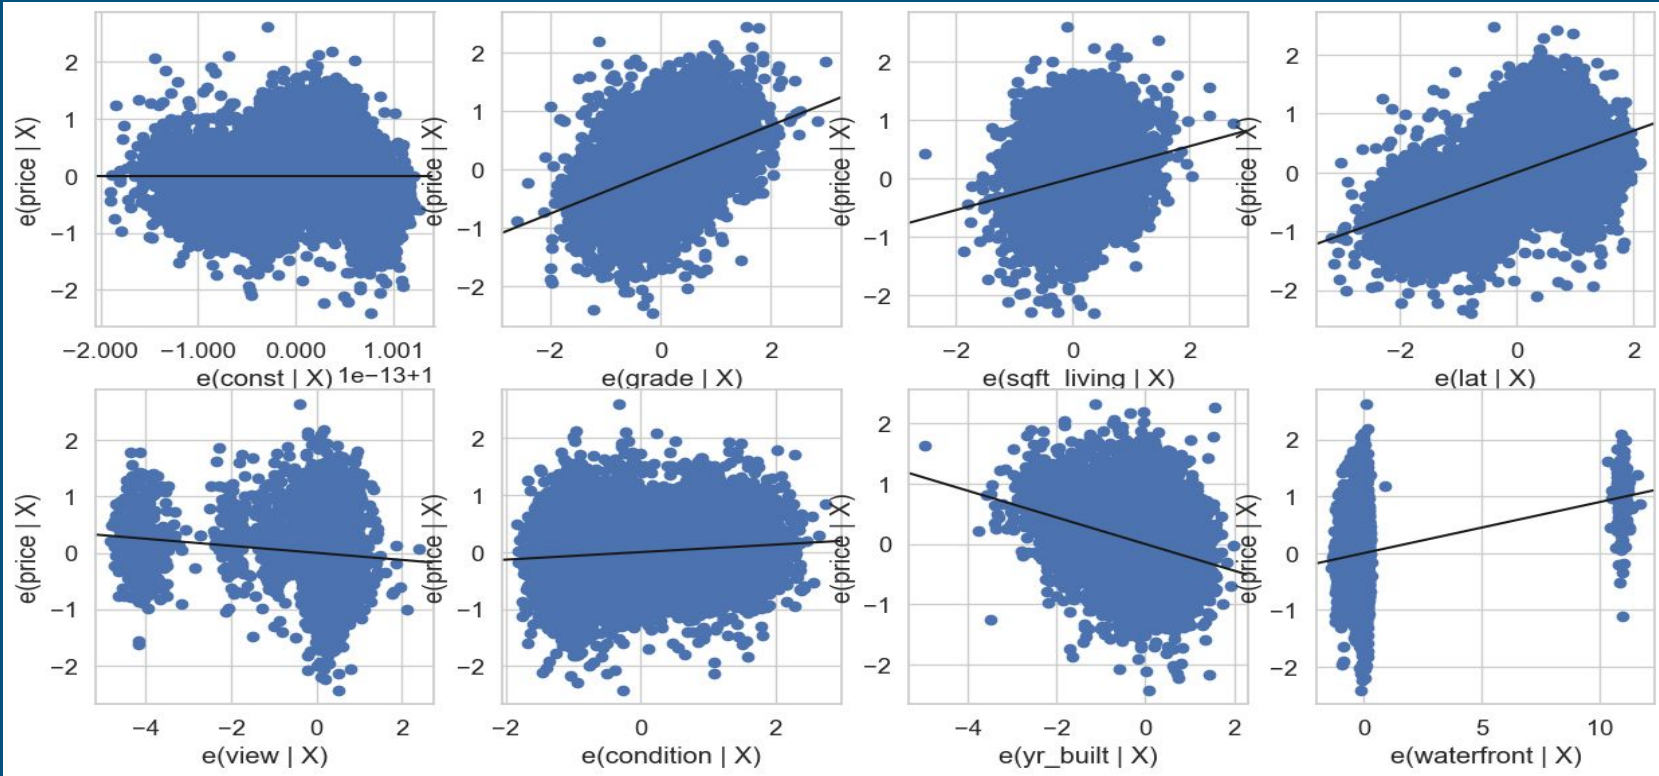 2
1
0
−1
−2
e(price | X)
−2.000 −1.000 0.000 1.001
e(const | X) 1e−13+1
2
1
0
−1
−2
e(price | X)
−2 0 2
e(grade | X)
2
1
0
−1
−2
e(price | X)
−2 0 2
e(sqft_living | X)
2
1
0
−1
−2
e(price | X)
−2 0 2
e(lat | X)
2
1
0
−1
−2
e(price | X)
−4 −2 0 2
e(view | X)
2
1
0
−1
−2
e(price | X)
−2 0 2
e(condition | X)
2
1
0
−1
−2
e(price | X)
−4 −2 0 2
e(yr_built | X)
2
1
0
−1
−2
e(price | X)
0 5 10
e(waterfront | X)